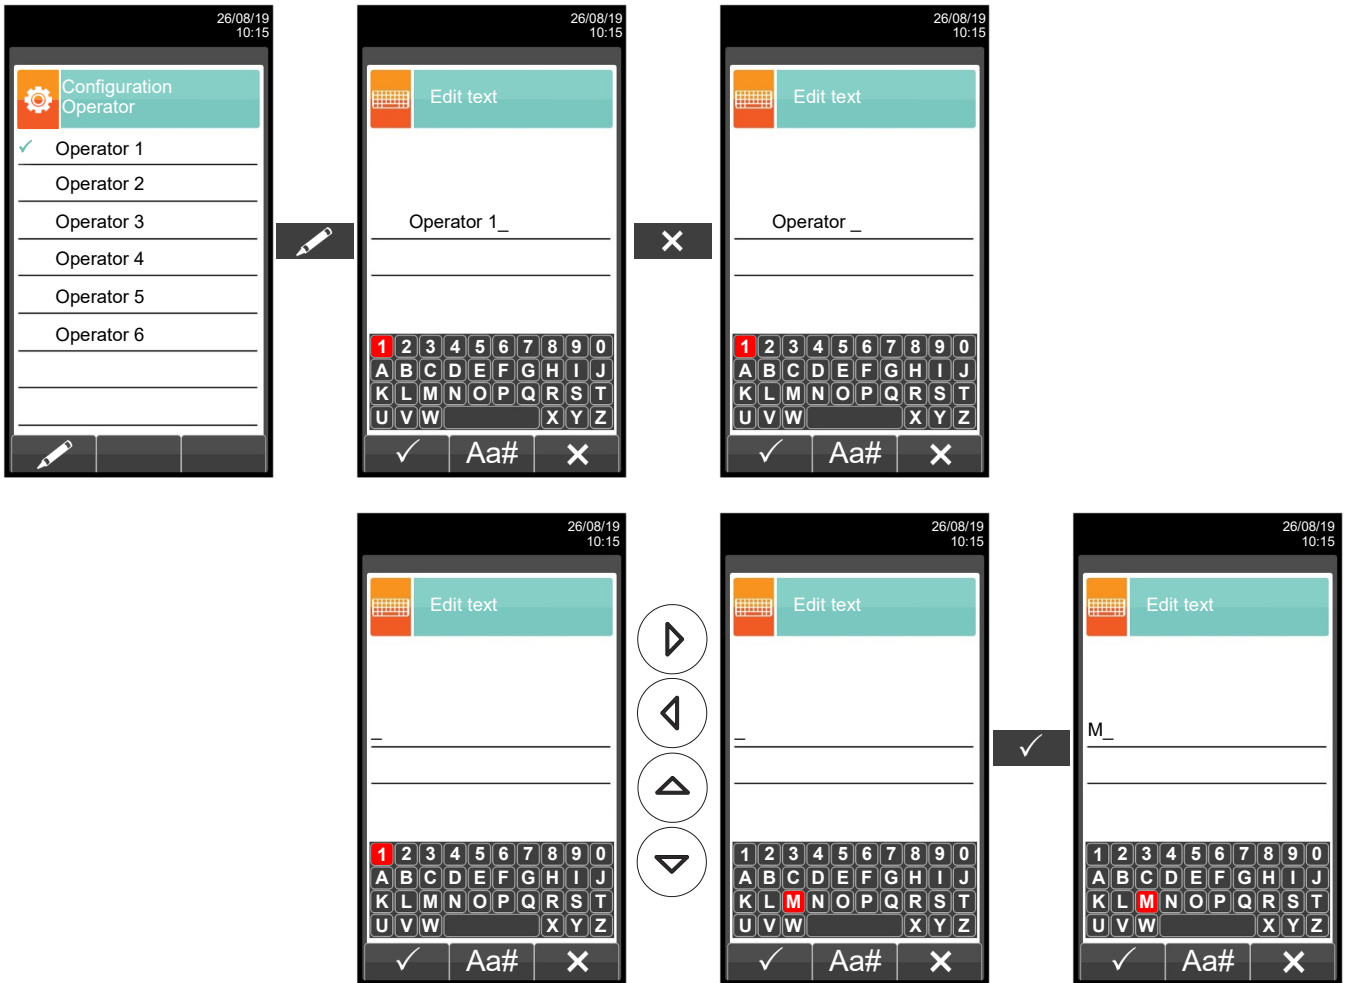 26/08/19
10:15
Configuration
Operator
Operator 1
Operator 2
Operator 3
Operator 4
Operator 5
Operator 6
26/08/19
10:15
Edit text
Operator 1_
1 2 3 4 5 6 7 8 9 0
A B C D E F G H I J
K L M N O P Q R S T
U V W X Y Z
Aa#
26/08/19
10:15
Edit text
Operator _
1 2 3 4 5 6 7 8 9 0
A B C D E F G H I J
K L M N O P Q R S T
U V W X Y Z
Aa#
26/08/19
10:15
Edit text
_
1 2 3 4 5 6 7 8 9 0
A B C D E F G H I J
K L M N O P Q R S T
U V W X Y Z
Aa#
26/08/19
10:15
Edit text
_
1 2 3 4 5 6 7 8 9 0
A B C D E F G H I J
K L M N O P Q R S T
U V W X Y Z
Aa#
26/08/19
10:15
Edit text
M_
1 2 3 4 5 6 7 8 9 0
A B C D E F G H I J
K L M N O P Q R S T
U V W X Y Z
Aa#